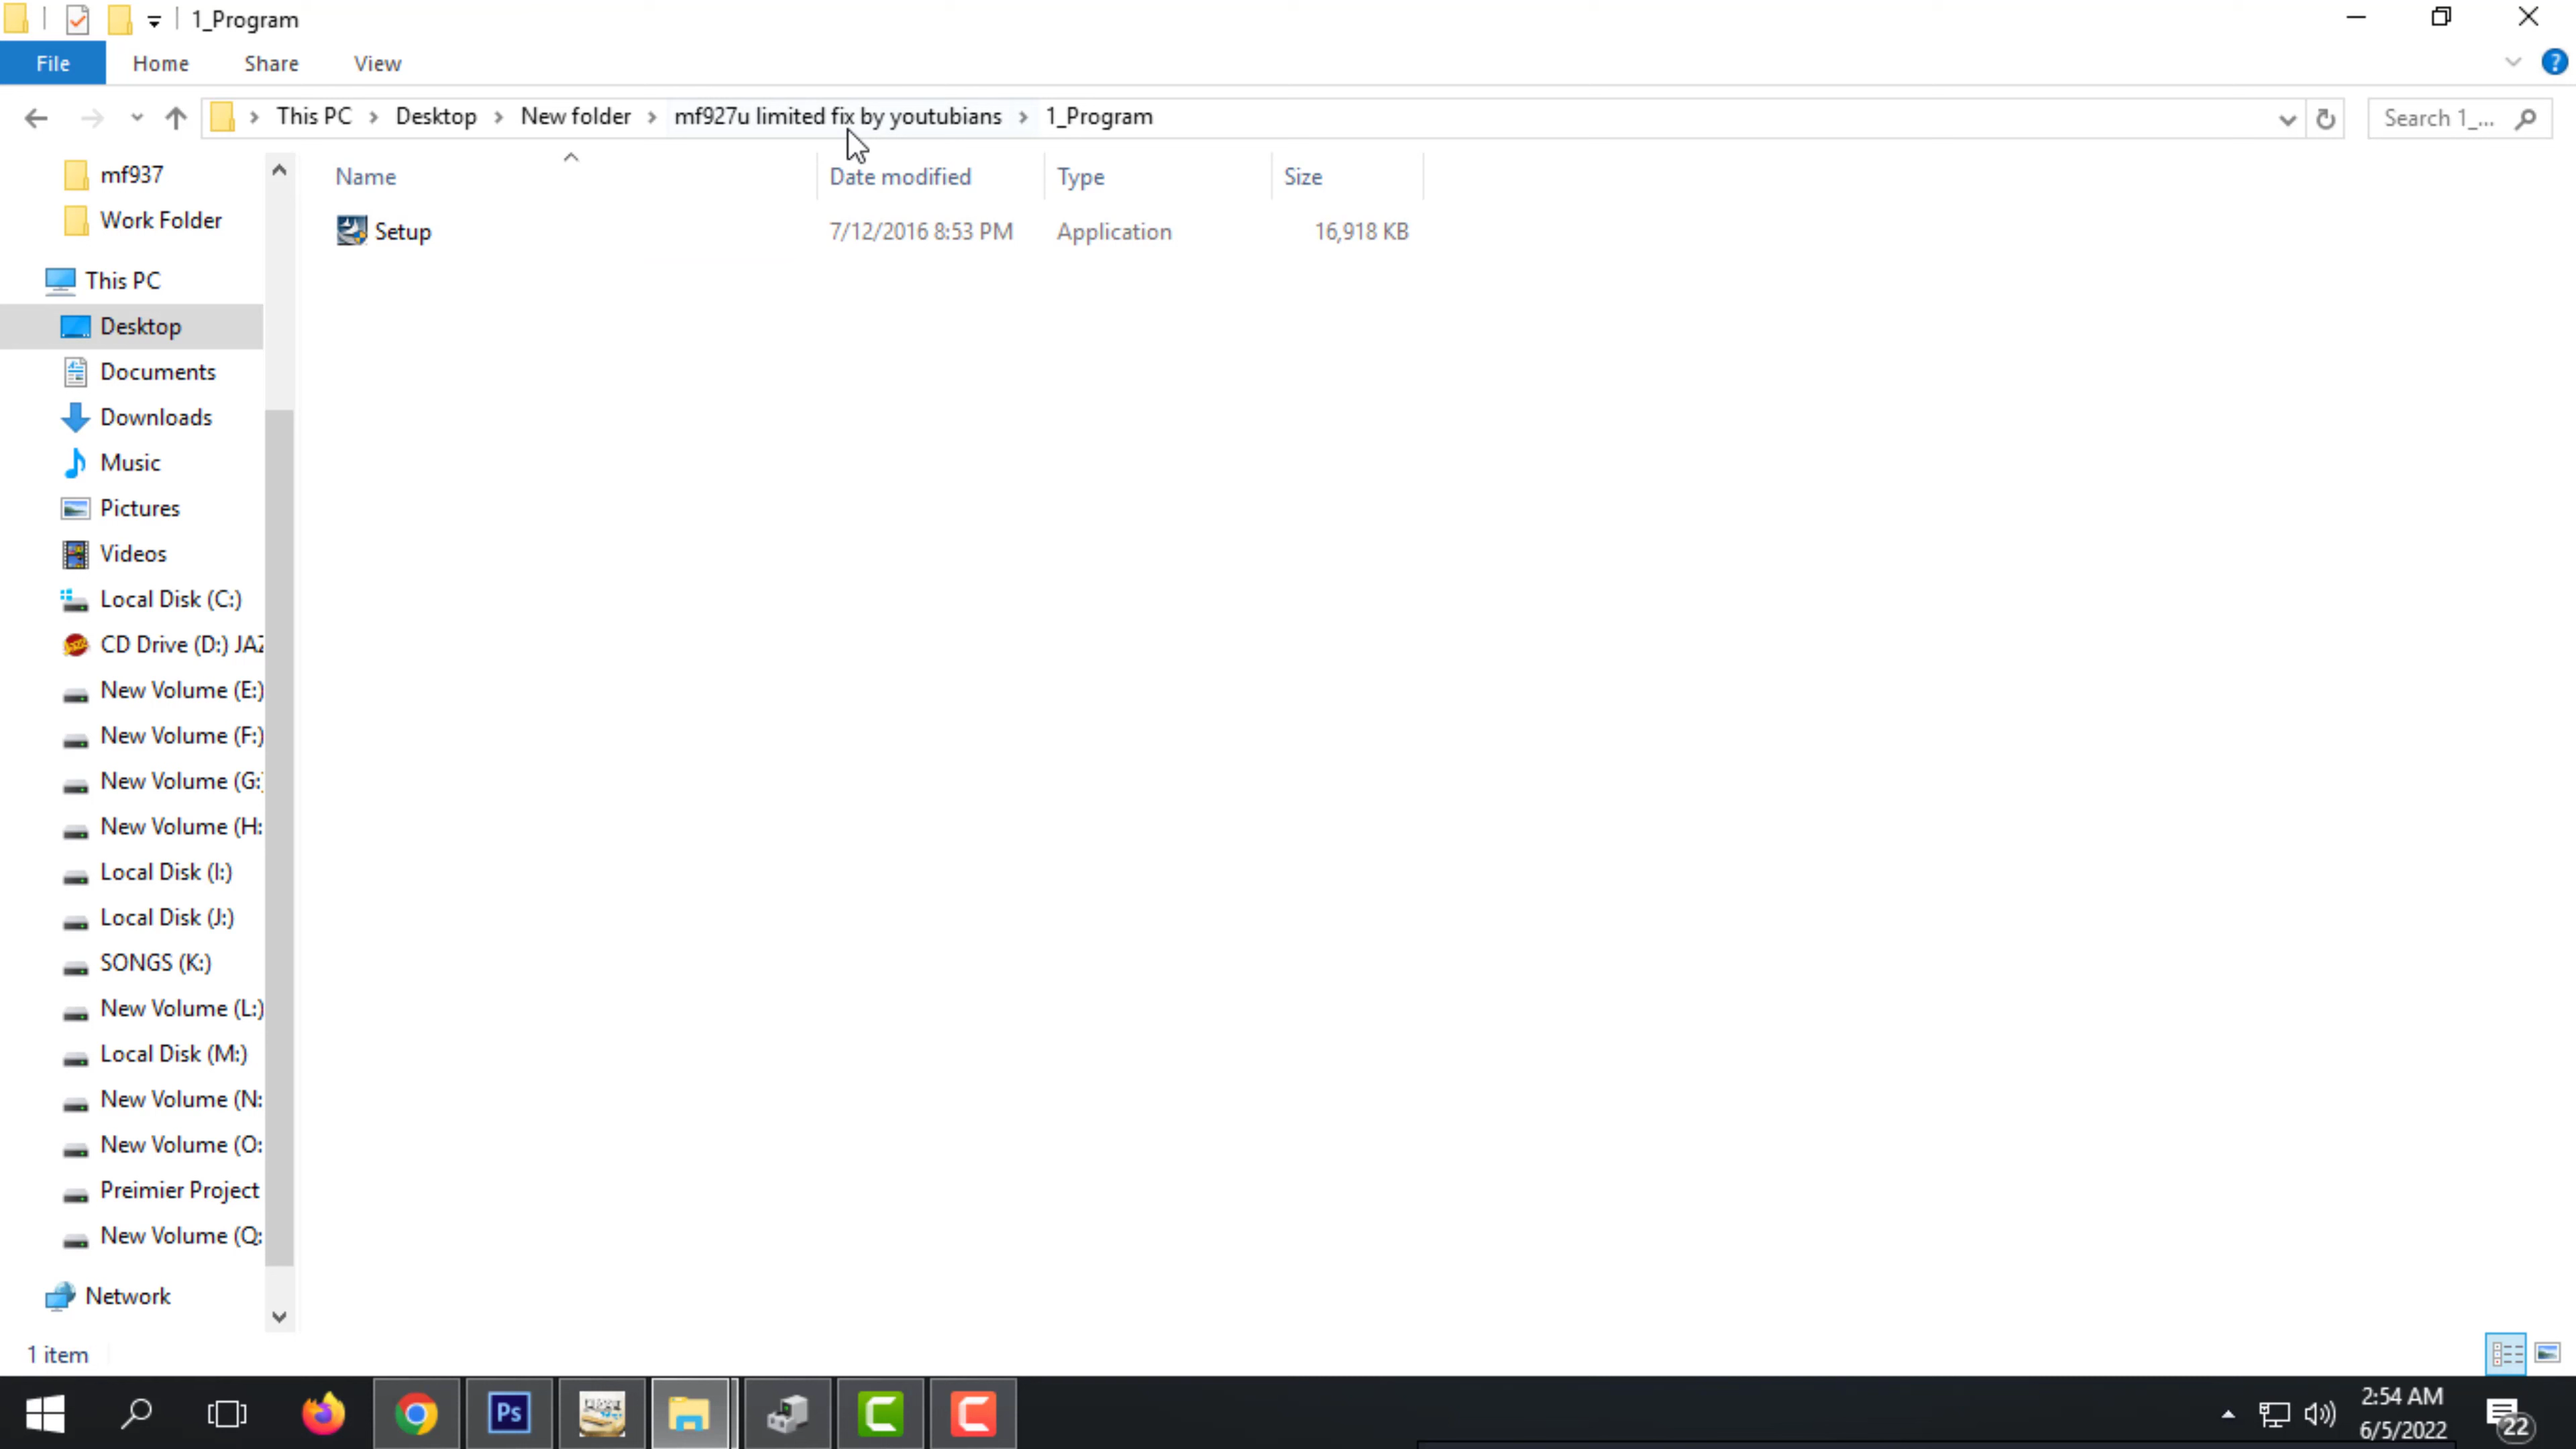 1_Program
File Home Share View
This PC Desktop New folder mf927u limited fix by youtubians 1_Program
Search 1_...
Name Date modified Type Size
Setup 7/12/2016 8:53 PM Application 16,918 KB
mf937
Work Folder
This PC
Desktop
Documents
Downloads
Music
Pictures
Videos
Local Disk (C:)
CD Drive (D:) JAZ
New Volume (E:)
New Volume (F:)
New Volume (G:
New Volume (H:
Local Disk (I:)
Local Disk (J:)
SONGS (K:)
New Volume (L:)
Local Disk (M:)
New Volume (N:
New Volume (O:
Preimier Project
New Volume (Q:
Network
1 item
Ps
2:54 AM
6/5/2022
22